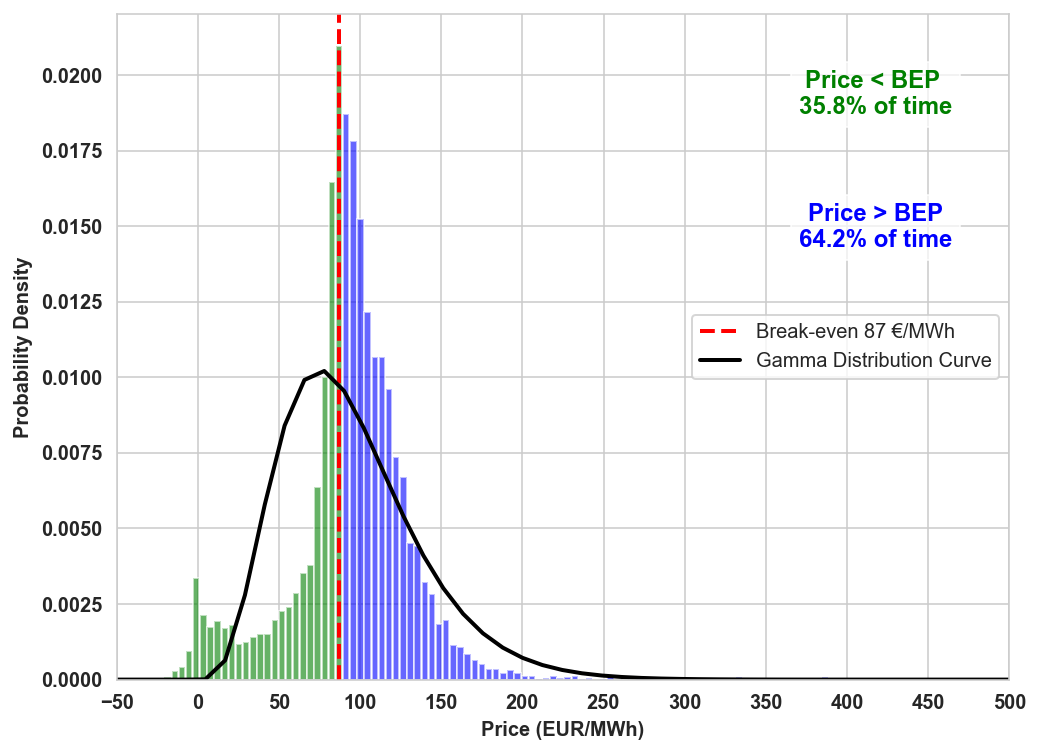 Price < BEP
35.8% of time
Price > BEP
64.2% of time
Break-even 87 €/MWh
Gamma Distribution Curve
Probability Density
0.0200
0.0175
0.0150
0.0125
0.0100
0.0075
0.0050
0.0025
0.0000
−50 0 50 100 150 200 250 300 350 400 450 500
Price (EUR/MWh)